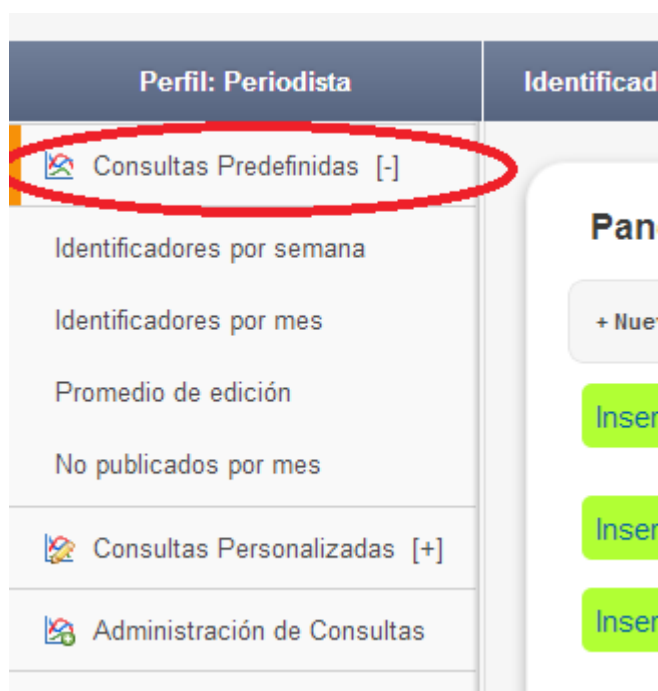 Perfil: Periodista
Consultas Predefinidas [-]
Identificadores por semana
Identificadores por mes
Promedio de edición
No publicados por mes
Consultas Personalizadas [+]
Administración de Consultas
Identificad
Pan
+ Nue
Inser
Inser
Inser